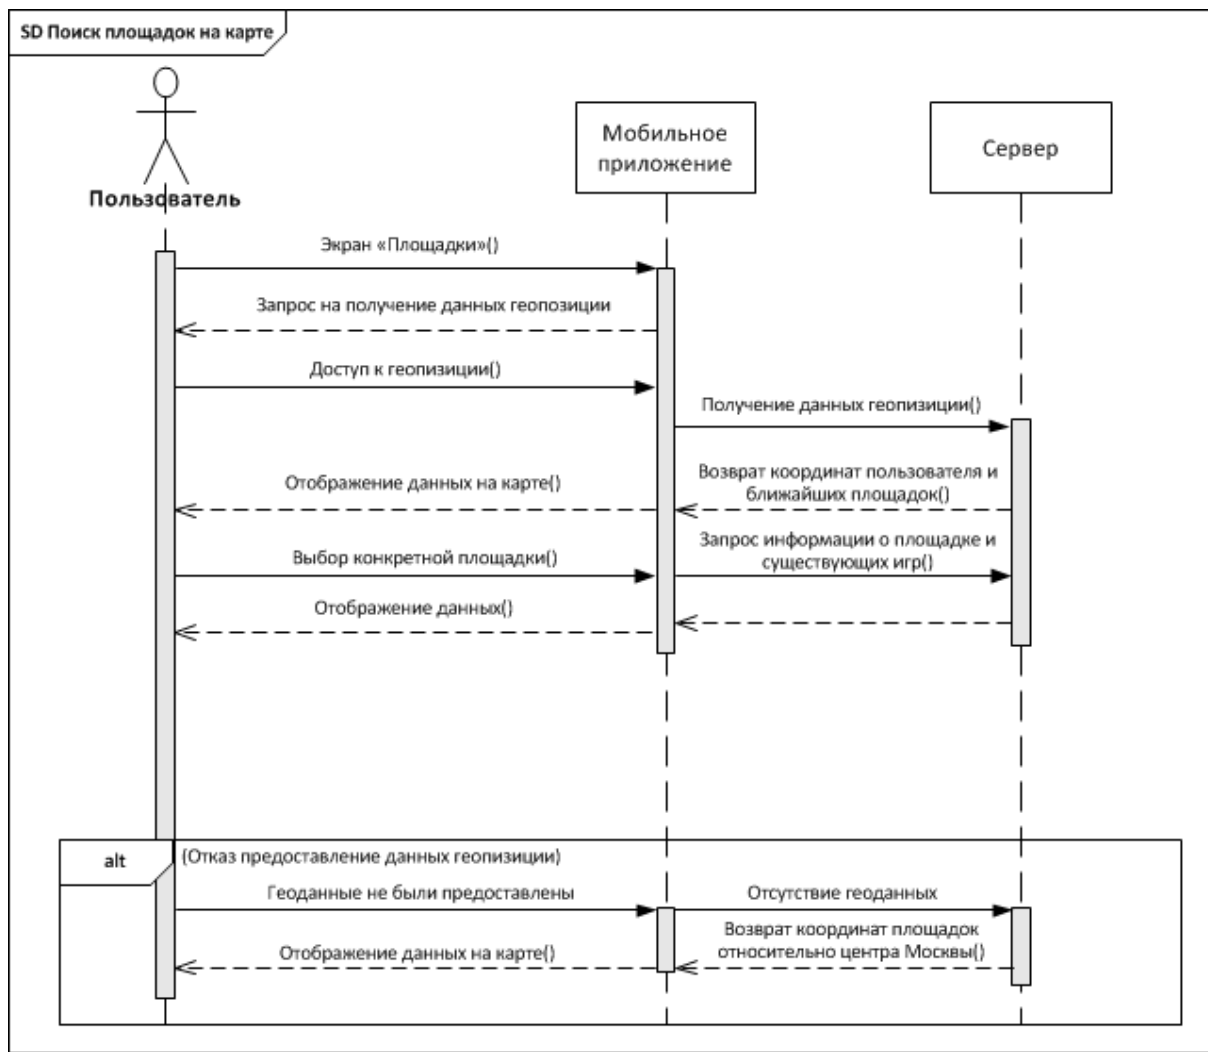 SD Поиск площадок на карте
Мобильное
приложение
Сервер
Пользователь
Экран «Площадки»()
Запрос на получение данных геопозиции
Доступ к геопизиции()
Получение данных геопизиции()
Возврат координат пользователя и
ближайших площадок()
Отображение данных на карте()
Запрос информации о площадке и
существующих игр()
Выбор конкретной площадки()
Отображение данных()
alt
(Отказ предоставление данных геопизиции)
Геоданные не были предоставлены
Отсутствие геоданных
Возврат координат площадок
относительно центра Москвы()
Отображение данных на карте()